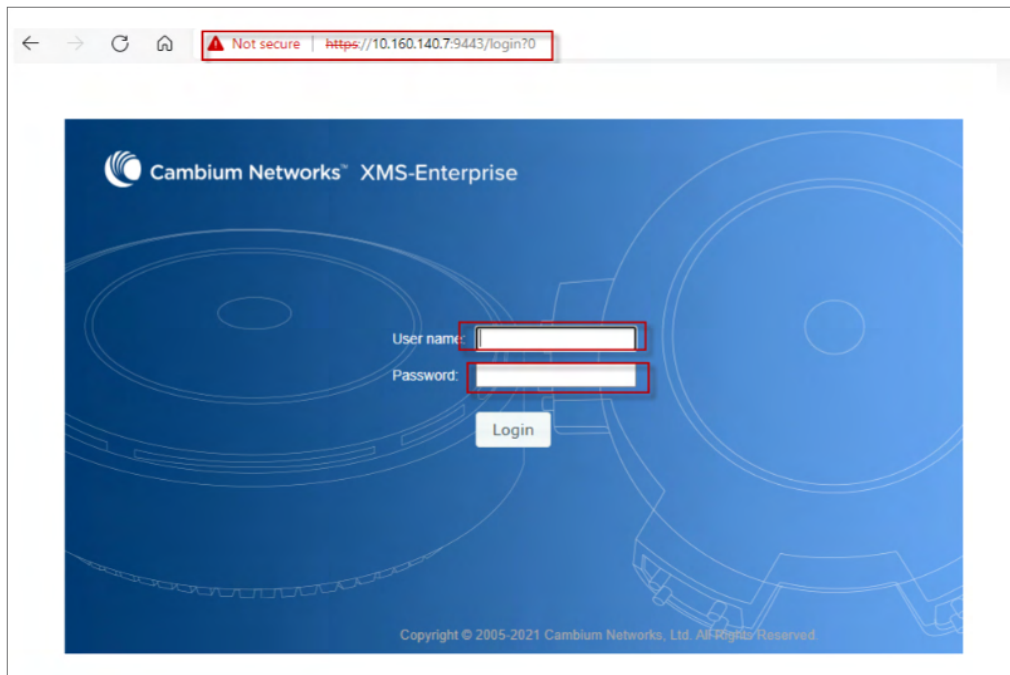 Not secure | https://10.160.140.7:9443/login?0
Cambium Networks™ XMS-Enterprise
User name:
Password:
Login
Copyright © 2005-2021 Cambium Networks, Ltd. All Rights Reserved.